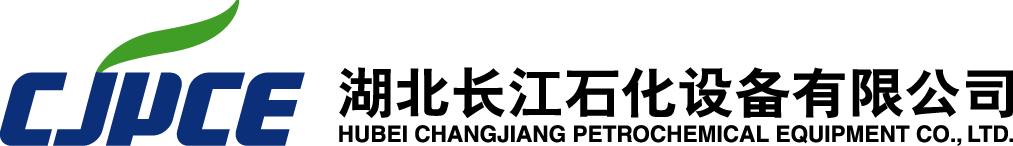 CJPCE
湖北长江石化设备有限公司
HUBEI CHANGJIANG PETROCHEMICAL EQUIPMENT CO., LTD.